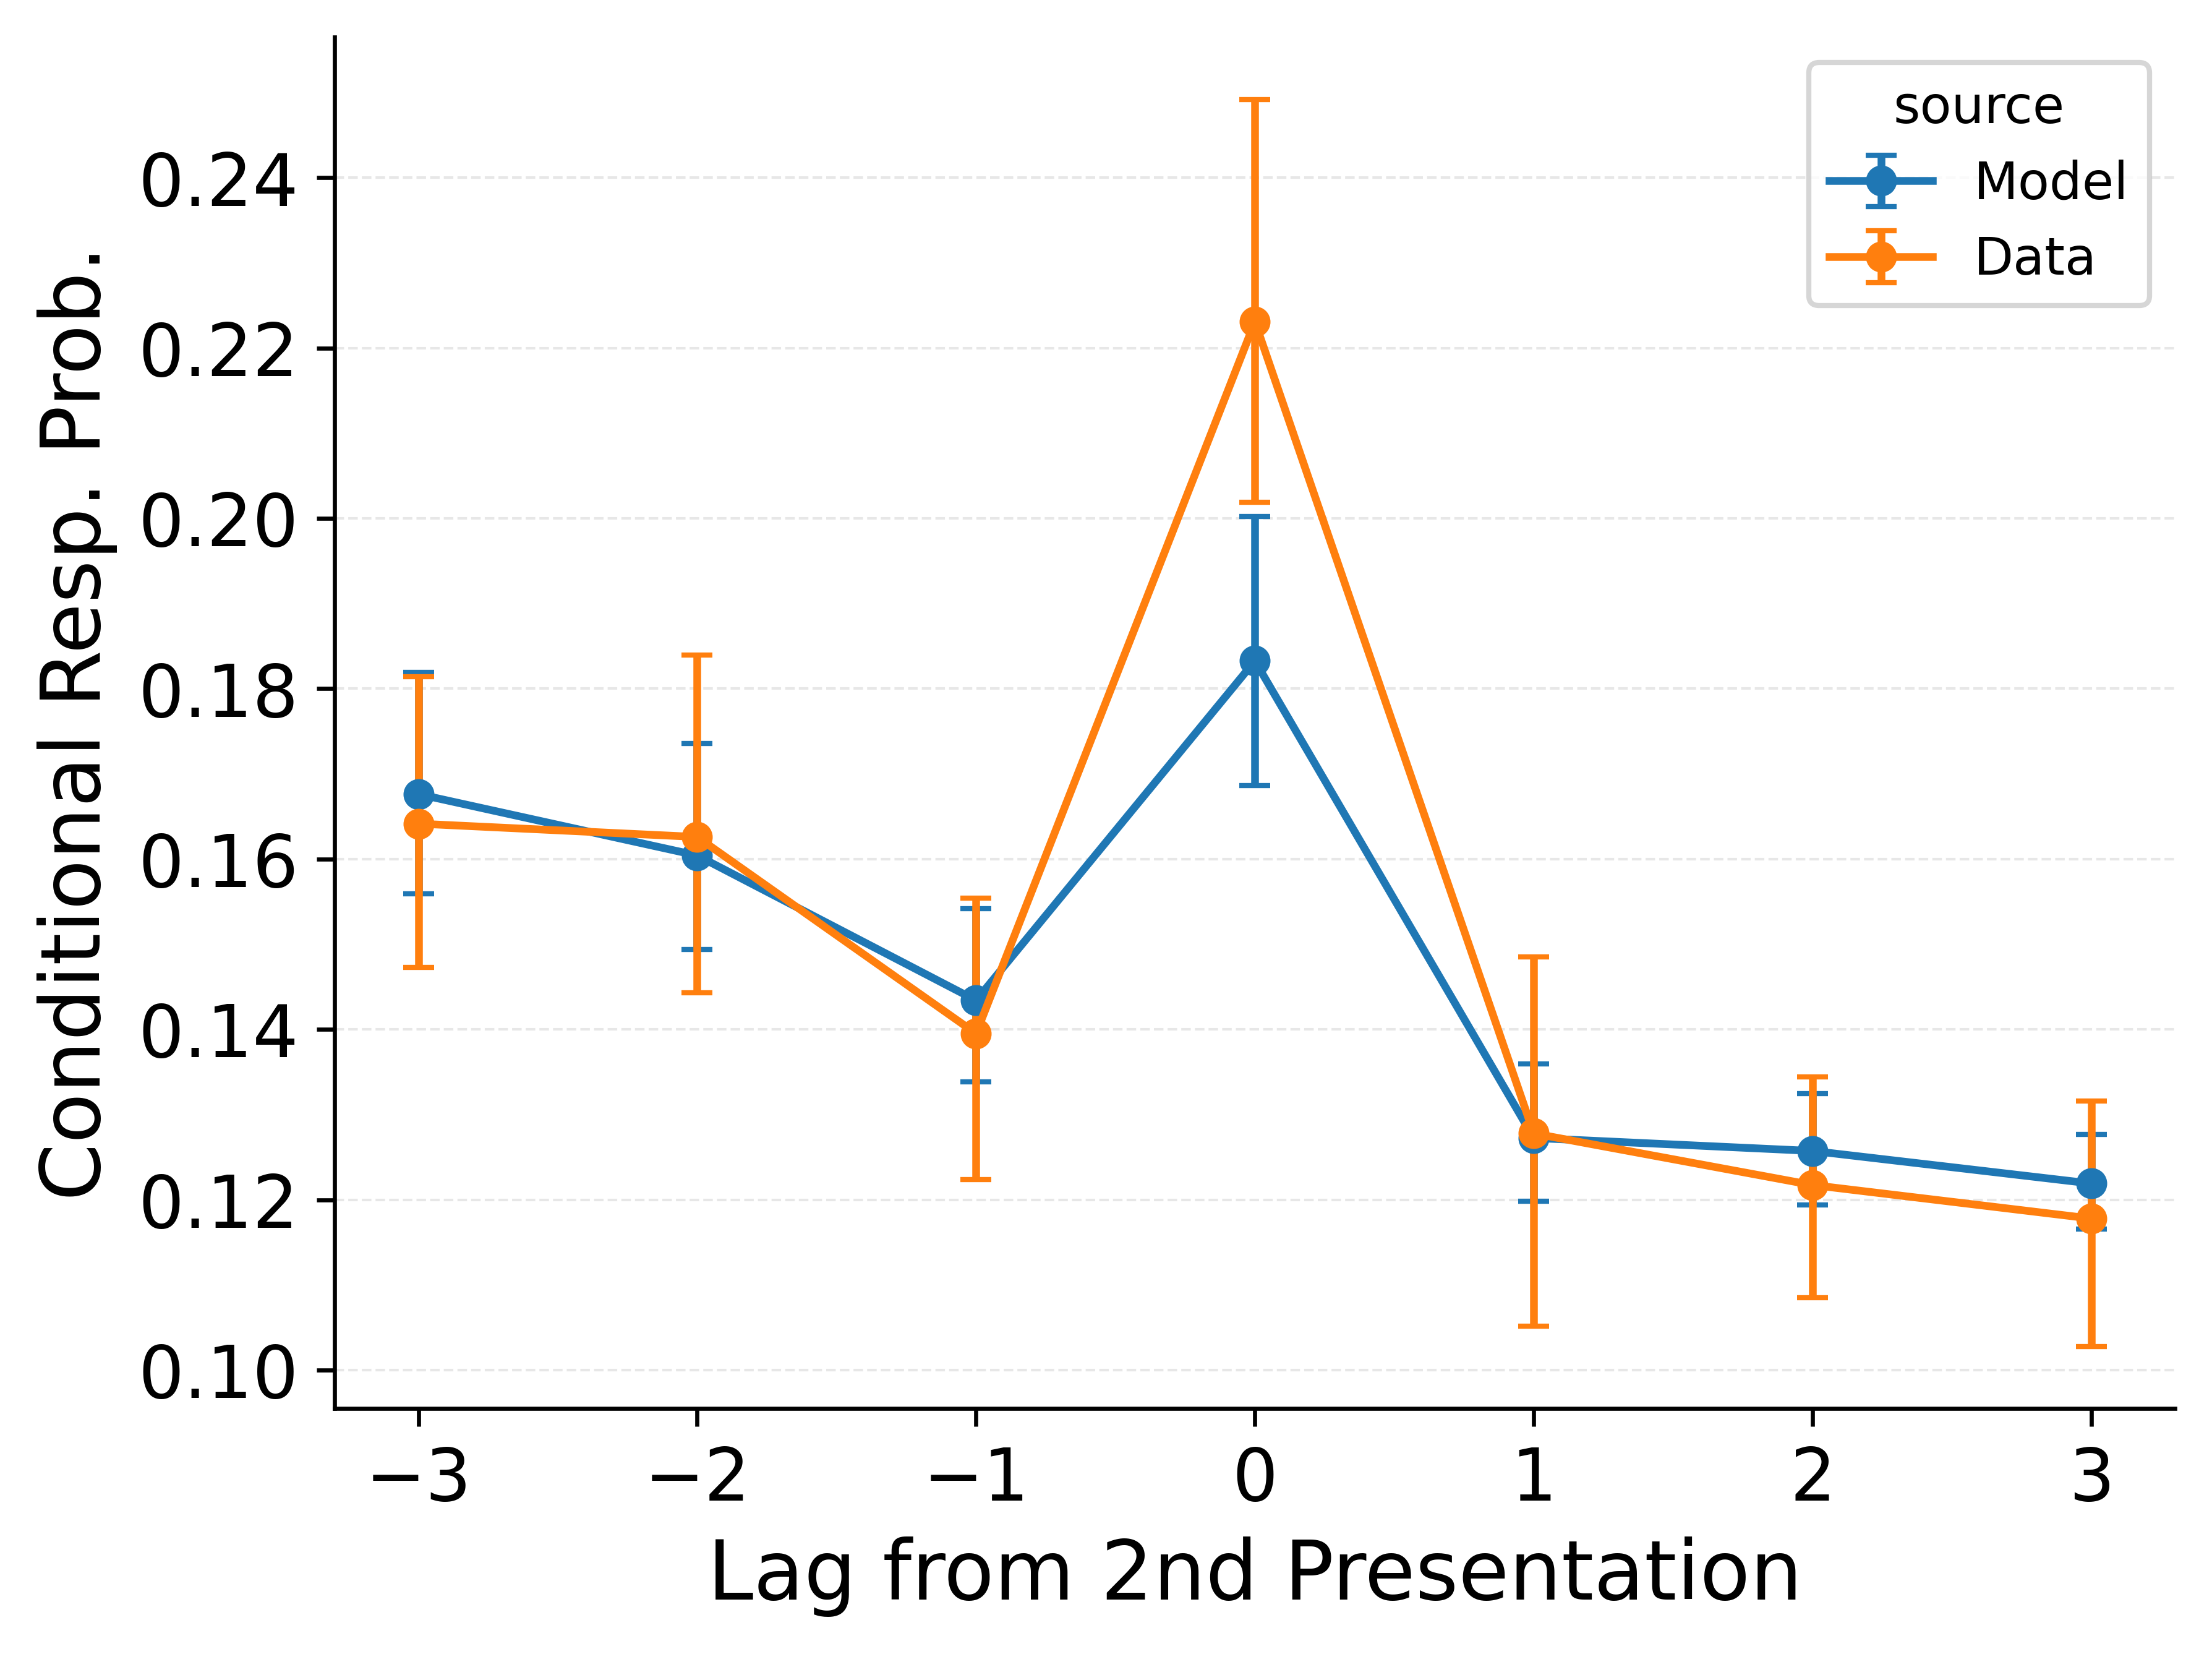 source
Model
Data
Conditional Resp. Prob.
0.24
0.22
0.20
0.18
0.16
0.14
0.12
0.10
−3 −2 −1 0 1 2 3
Lag from 2nd Presentation